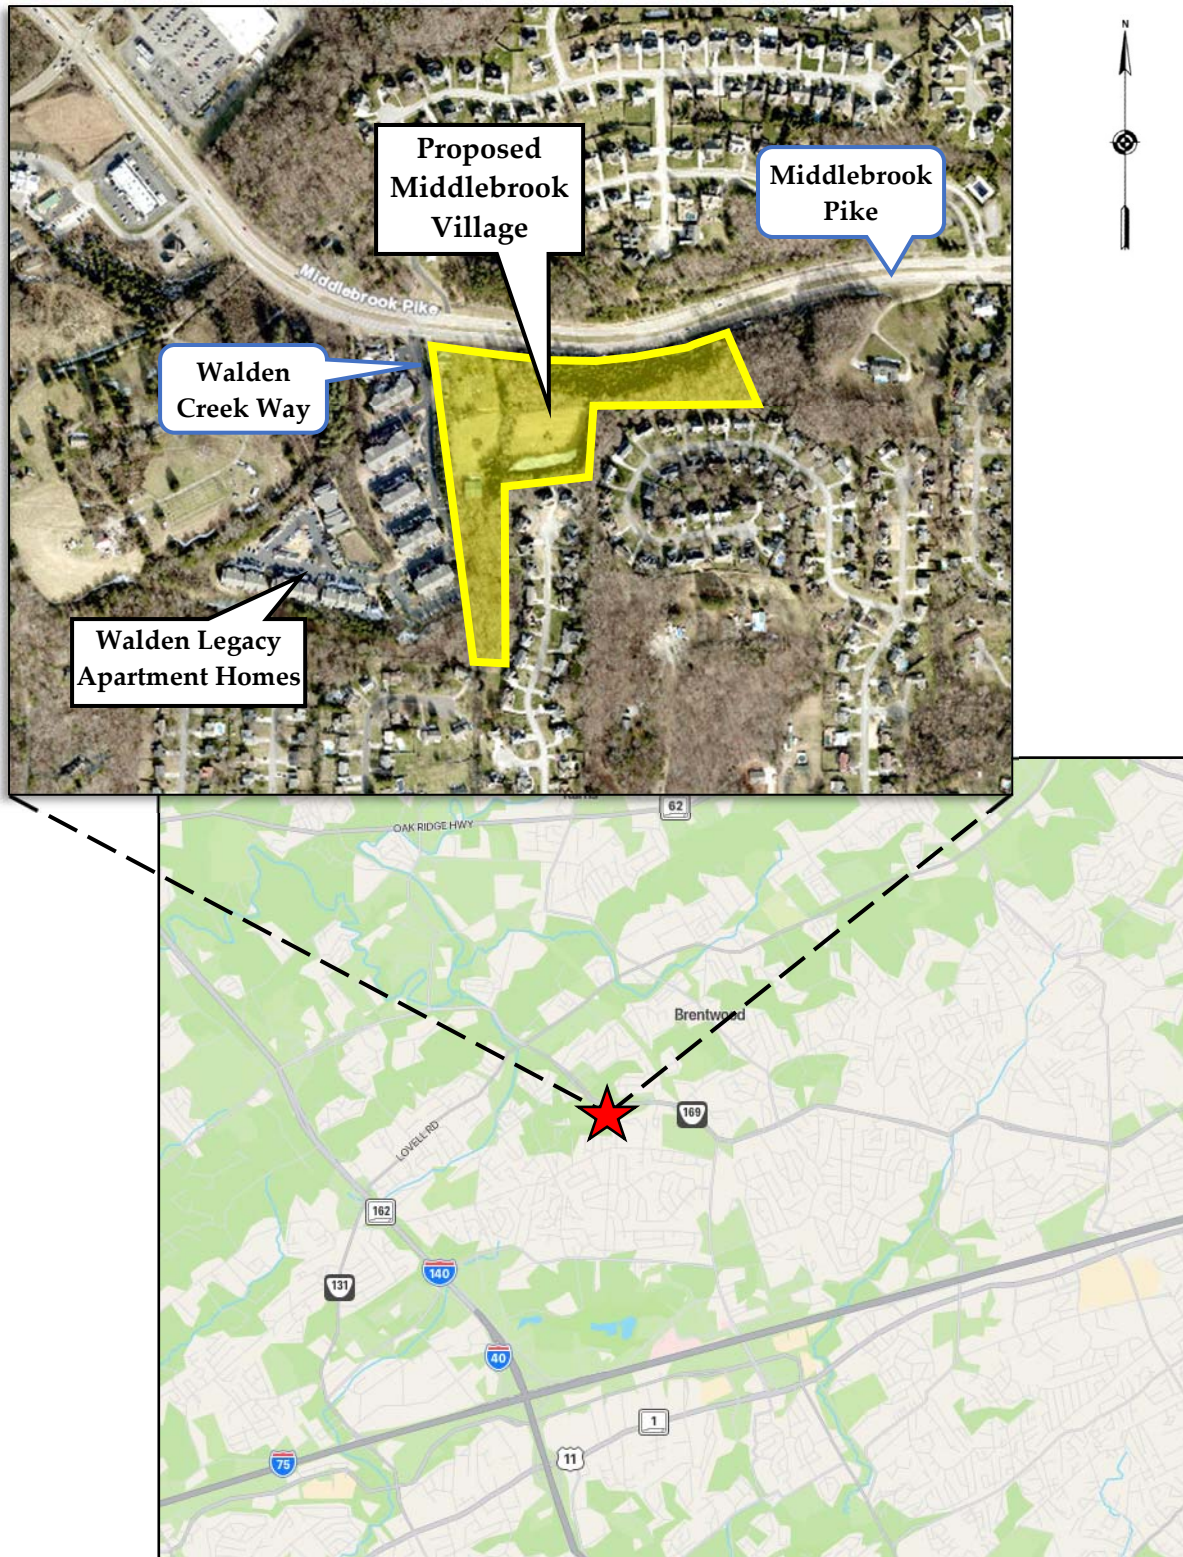 N
Proposed
Middlebrook
Village
Middlebrook
Pike
Middlebrook Pike
Walden
Creek Way
Walden Legacy
Apartment Homes
62
OAK RIDGE HWY
Brentwood
169
LOVELL RD
162
140
131
40
1
11
75